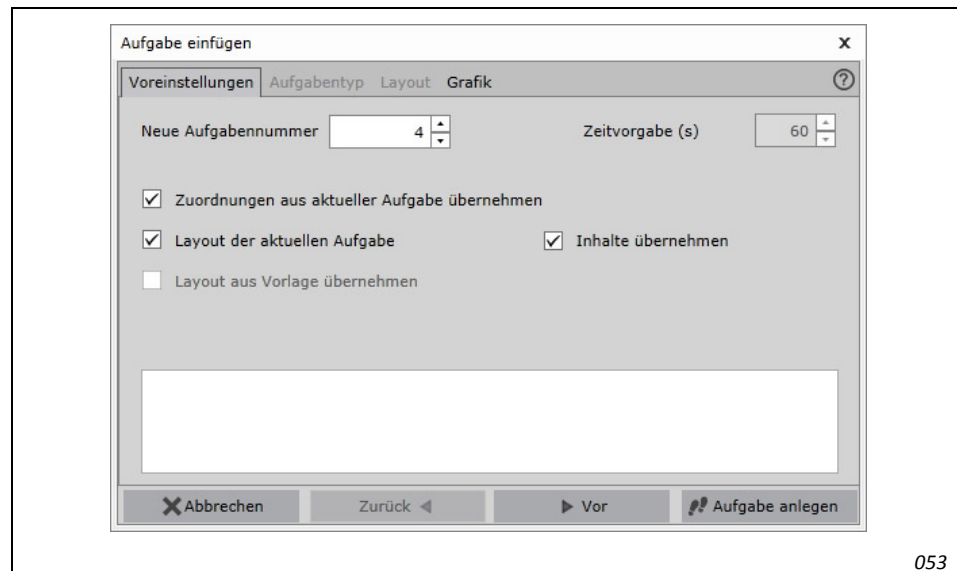 Aufgabe einfügen x
Voreinstellungen Aufgabentyp Layout Grafik ?
Neue Aufgabennummer 4 Zeitvorgabe (s) 60
Zuordnungen aus aktueller Aufgabe übernehmen
Layout der aktuellen Aufgabe Inhalte übernehmen
Layout aus Vorlage übernehmen
Abbrechen Zurück Vor Aufgabe anlegen
053